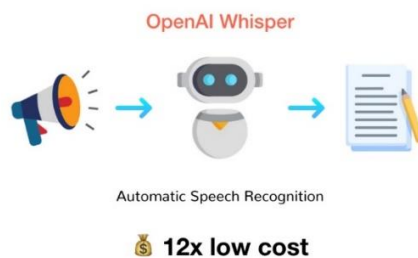 OpenAI Whisper
Automatic Speech Recognition
💰 12x low cost